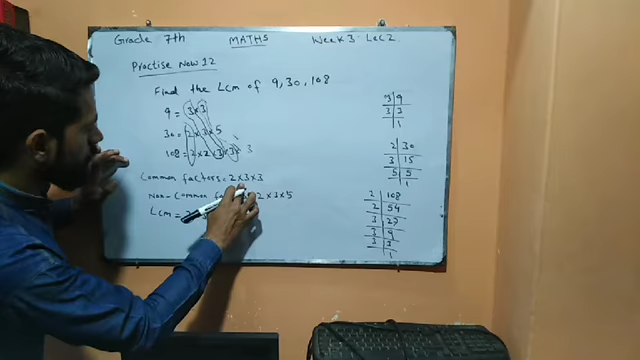 Grade 7th MATHS Week 3 Lec 2
Practise Now 12
Find the LCM of 9, 30, 108
9 = 3×3
30 = 2×3×5
108 = 2×2×3×3×3
Common factors = 2×3×3
Non-Common 2×3×5
LCM =
3 9
3 3
1
2 30
3 15
5 5
1
2 108
2 54
3 27
3 9
3 3
1